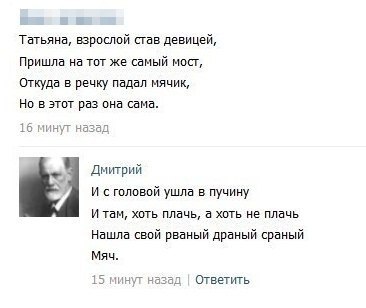 Татьяна, взрослой став девицей,
Пришла на тот же самый мост,
Откуда в речку падал мячик,
Но в этот раз она сама.
16 минут назад
Дмитрий
И с головой ушла в пучину
И там, хоть плачь, а хоть не плачь
Нашла свой рваный драный сраный
Мяч.
15 минут назад | Ответить